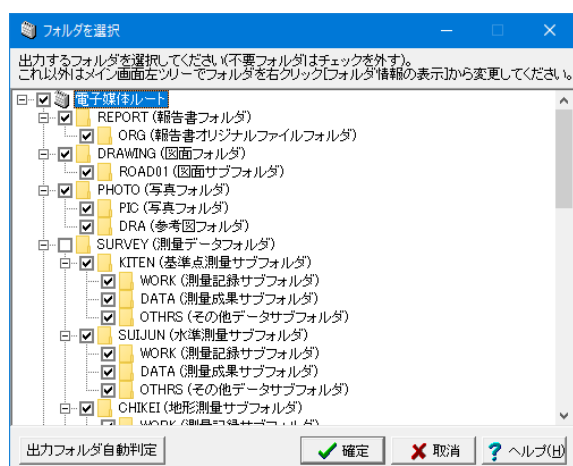 フォルダを選択
出力するフォルダを選択してください(不要フォルダはチェックを外す)。
これ以外はメイン画面左ツリーでフォルダを右クリック[フォルダ情報の表示]から変更してください。
電子媒体ルート
REPORT (報告書フォルダ)
ORG (報告書オリジナルファイルフォルダ)
DRAWING (図面フォルダ)
ROAD01 (図面サブフォルダ)
PHOTO (写真フォルダ)
PIC (写真フォルダ)
DRA (参考図フォルダ)
SURVEY (測量データフォルダ)
KITEN (基準点測量サブフォルダ)
WORK (測量記録サブフォルダ)
DATA (測量成果サブフォルダ)
OTHRS (その他データサブフォルダ)
SUIJUN (水準測量サブフォルダ)
WORK (測量記録サブフォルダ)
DATA (測量成果サブフォルダ)
OTHRS (その他データサブフォルダ)
CHIKEI (地形測量サブフォルダ)
WORK (測量記録サブフォルダ)
出力フォルダ自動判定
確定
取消
ヘルプ(H)